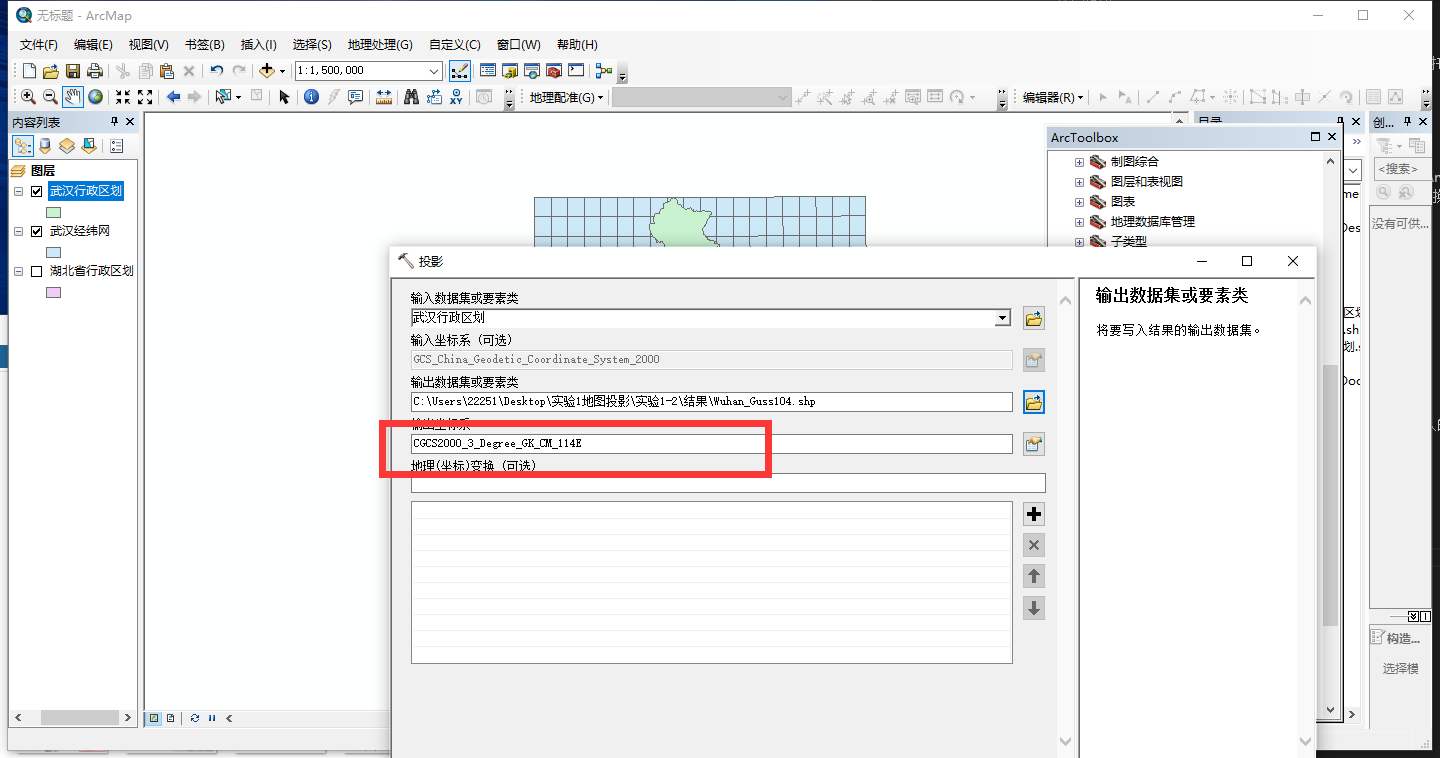 无标题 - ArcMap
文件(F) 编辑(E) 视图(V) 书签(B) 插入(I) 选择(S) 地理处理(G) 自定义(C) 窗口(W) 帮助(H)
1:1,500,000
地理配准(G) 编辑器(R)
内容列表
目录
创...
ArcToolbox
图层
武汉行政区划
武汉经纬网
湖北省行政区划
制图综合
图层和表视图
图表
地理数据库管理
子类型
<搜索>
没有可供...
投影
输入数据集或要素类
武汉行政区划
输入坐标系 (可选)
GCS_China_Geodetic_Coordinate_System_2000
输出数据集或要素类
C:\Users\22251\Desktop\实验1地图投影\实验1-2\结果\Wuhan_Guss104.shp
输出坐标系
CGCS2000_3_Degree_GK_CM_114E
地理(坐标)变换 (可选)
输出数据集或要素类
将要写入结果的输出数据集。
构造...
选择模